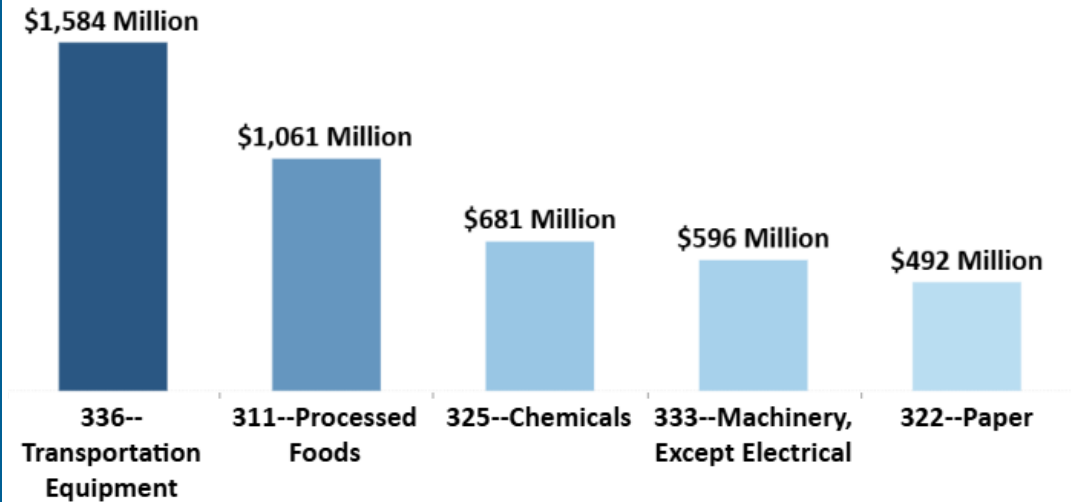 $1,584 Million
$1,061 Million
$681 Million
$596 Million
$492 Million
336--
Transportation
Equipment
311--Processed
Foods
325--Chemicals
333--Machinery,
Except Electrical
322--Paper